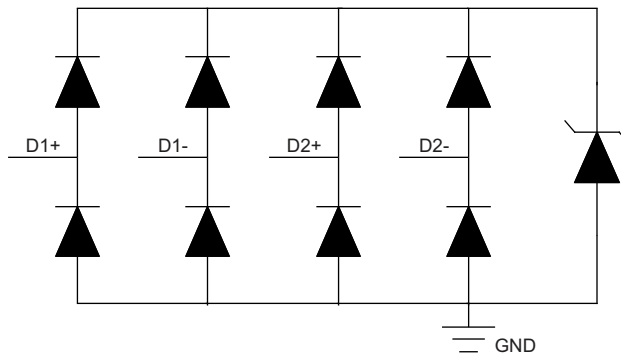 D1+
D1-
D2+
D2-
GND